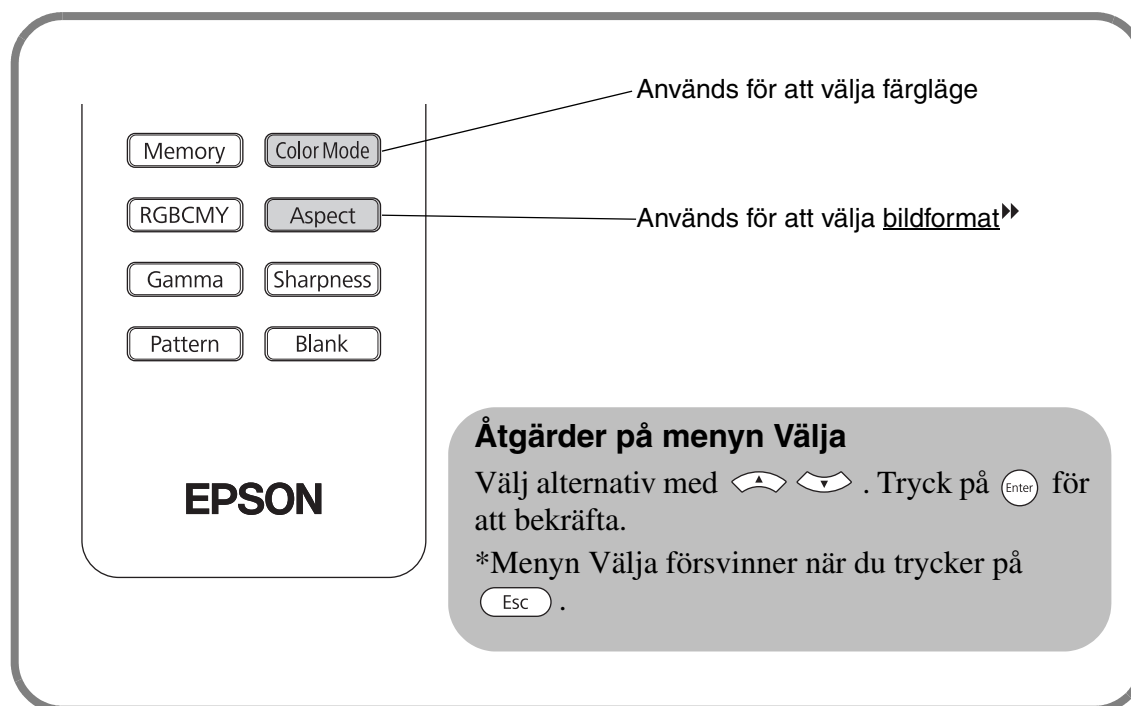 Används för att välja färgläge
Memory Color Mode
RGBCMY Aspect
Används för att välja bildformat
Gamma Sharpness
Pattern Blank
EPSON
Åtgärder på menyn Välja
Välj alternativ med . Tryck på Enter för
att bekräfta.
*Menyn Välja försvinner när du trycker på
Esc .